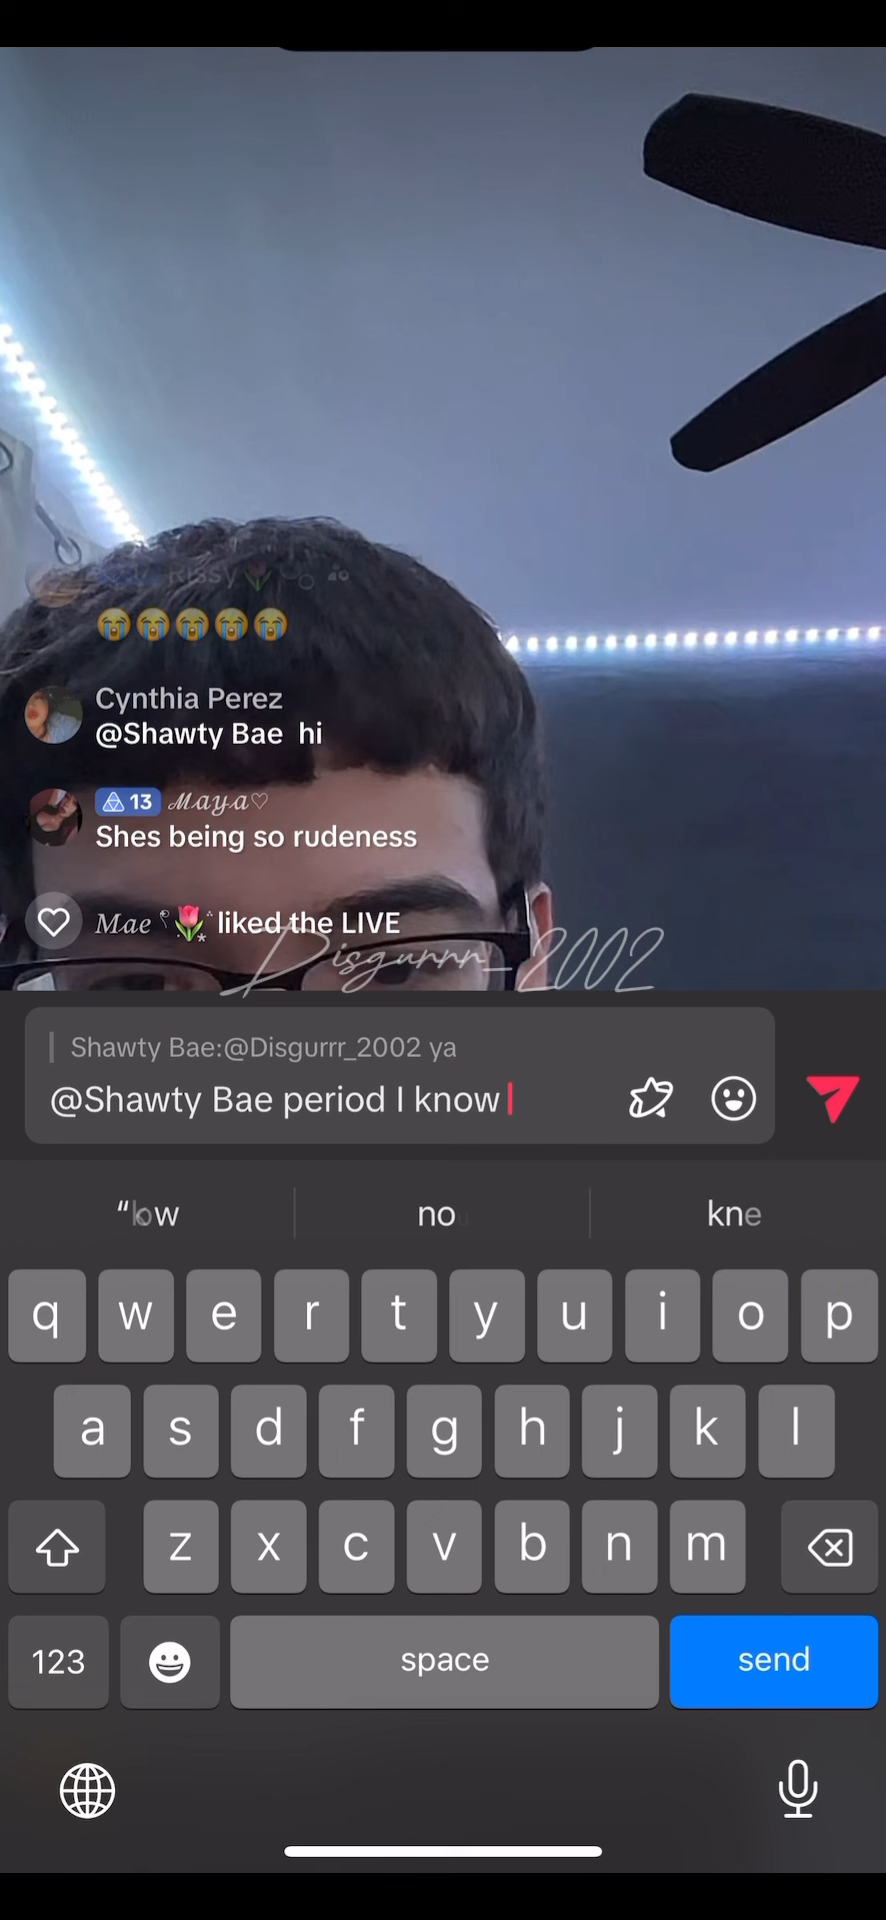 Rissy🌷
😭😭😭😭😭
Cynthia Perez
@Shawty Bae hi
13 𝓜𝒶𝓎𝒶♡
Shes being so rudeness
𝑀𝑎𝑒 🌷 liked the LIVE
Disgurrr_2002
Shawty Bae:@Disgurrr_2002 ya
@Shawty Bae period I know
no
kne
q w e r t y u i o p
a s d f g h j k l
z x c v b n m
123 space send